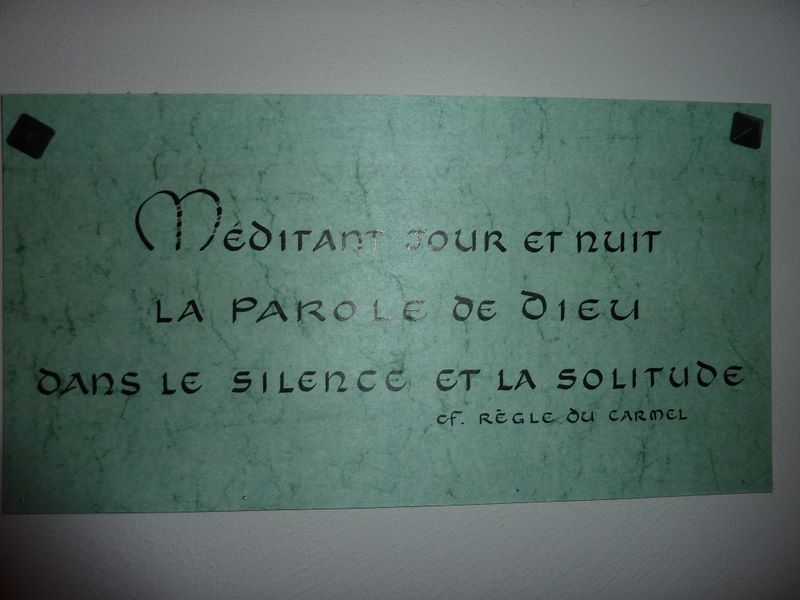 Méditant jour et nuit
la parole de Dieu
dans le silence et la solitude
cf. Règle du Carmel